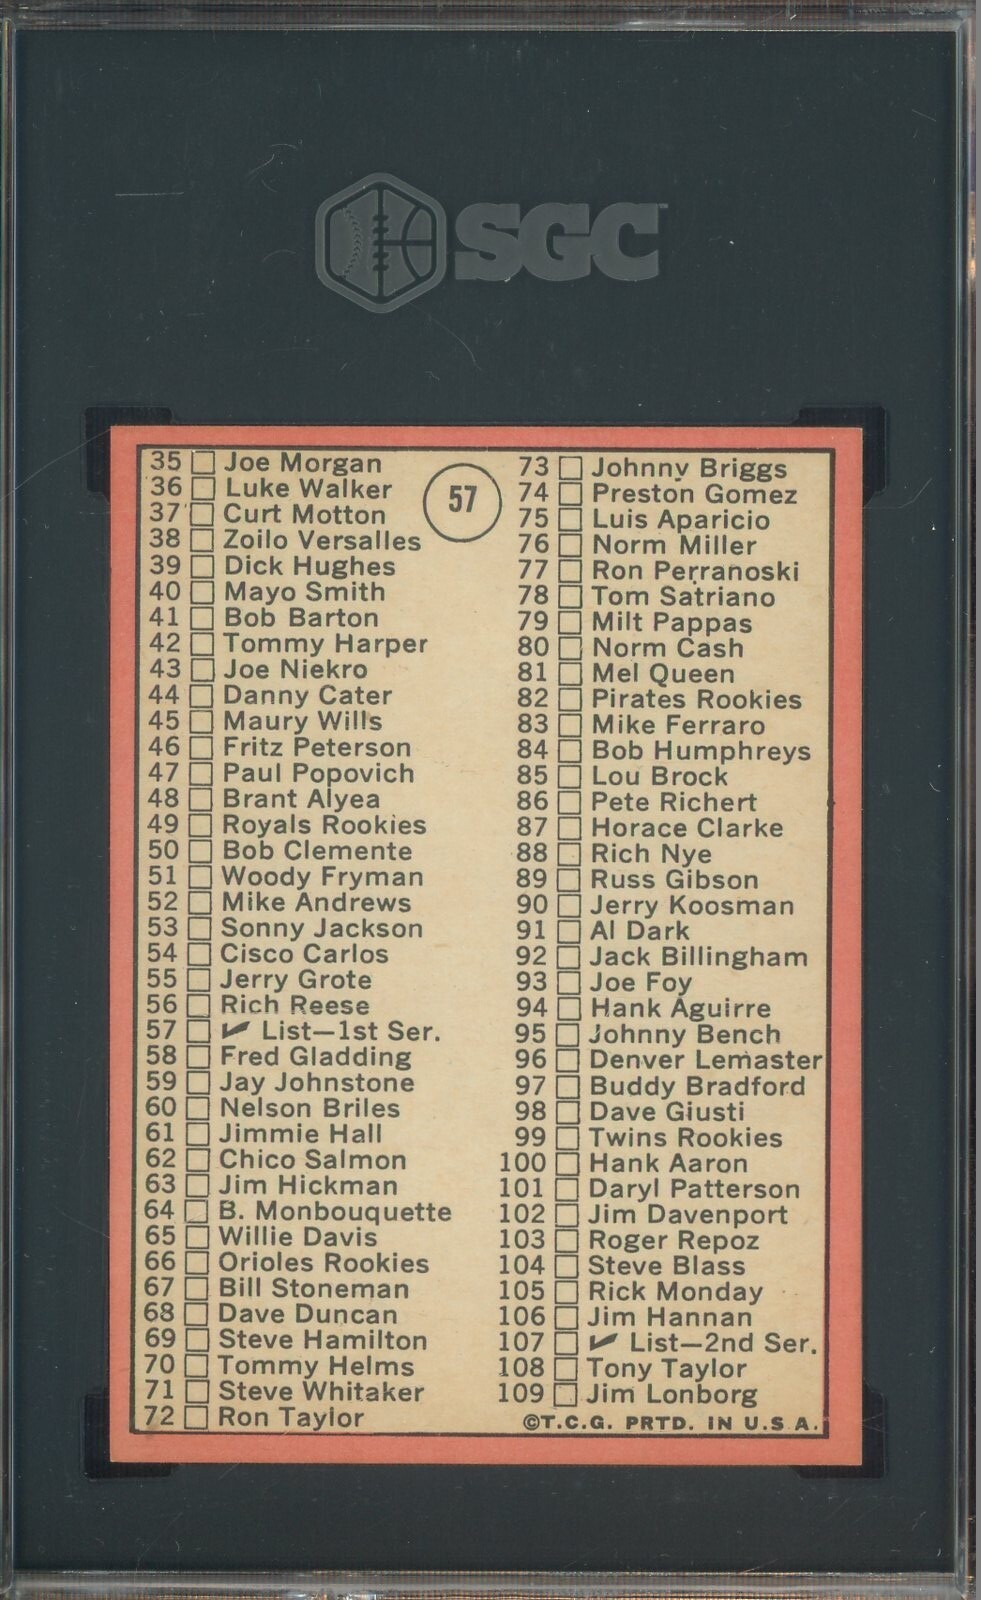 SGC
57
35 Joe Morgan
36 Luke Walker
37 Curt Motton
38 Zoilo Versalles
39 Dick Hughes
40 Mayo Smith
41 Bob Barton
42 Tommy Harper
43 Joe Niekro
44 Danny Cater
45 Maury Wills
46 Fritz Peterson
47 Paul Popovich
48 Brant Alyea
49 Royals Rookies
50 Bob Clemente
51 Woody Fryman
52 Mike Andrews
53 Sonny Jackson
54 Cisco Carlos
55 Jerry Grote
56 Rich Reese
57 ✔ List—1st Ser.
58 Fred Gladding
59 Jay Johnstone
60 Nelson Briles
61 Jimmie Hall
62 Chico Salmon
63 Jim Hickman
64 B. Monbouquette
65 Willie Davis
66 Orioles Rookies
67 Bill Stoneman
68 Dave Duncan
69 Steve Hamilton
70 Tommy Helms
71 Steve Whitaker
72 Ron Taylor
73 Johnny Briggs
74 Preston Gomez
75 Luis Aparicio
76 Norm Miller
77 Ron Perranoski
78 Tom Satriano
79 Milt Pappas
80 Norm Cash
81 Mel Queen
82 Pirates Rookies
83 Mike Ferraro
84 Bob Humphreys
85 Lou Brock
86 Pete Richert
87 Horace Clarke
88 Rich Nye
89 Russ Gibson
90 Jerry Koosman
91 Al Dark
92 Jack Billingham
93 Joe Foy
94 Hank Aguirre
95 Johnny Bench
96 Denver Lemaster
97 Buddy Bradford
98 Dave Giusti
99 Twins Rookies
100 Hank Aaron
101 Daryl Patterson
102 Jim Davenport
103 Roger Repoz
104 Steve Blass
105 Rick Monday
106 Jim Hannan
107 ✔ List—2nd Ser.
108 Tony Taylor
109 Jim Lonborg
©T.C.G. PRTD. IN U.S.A.